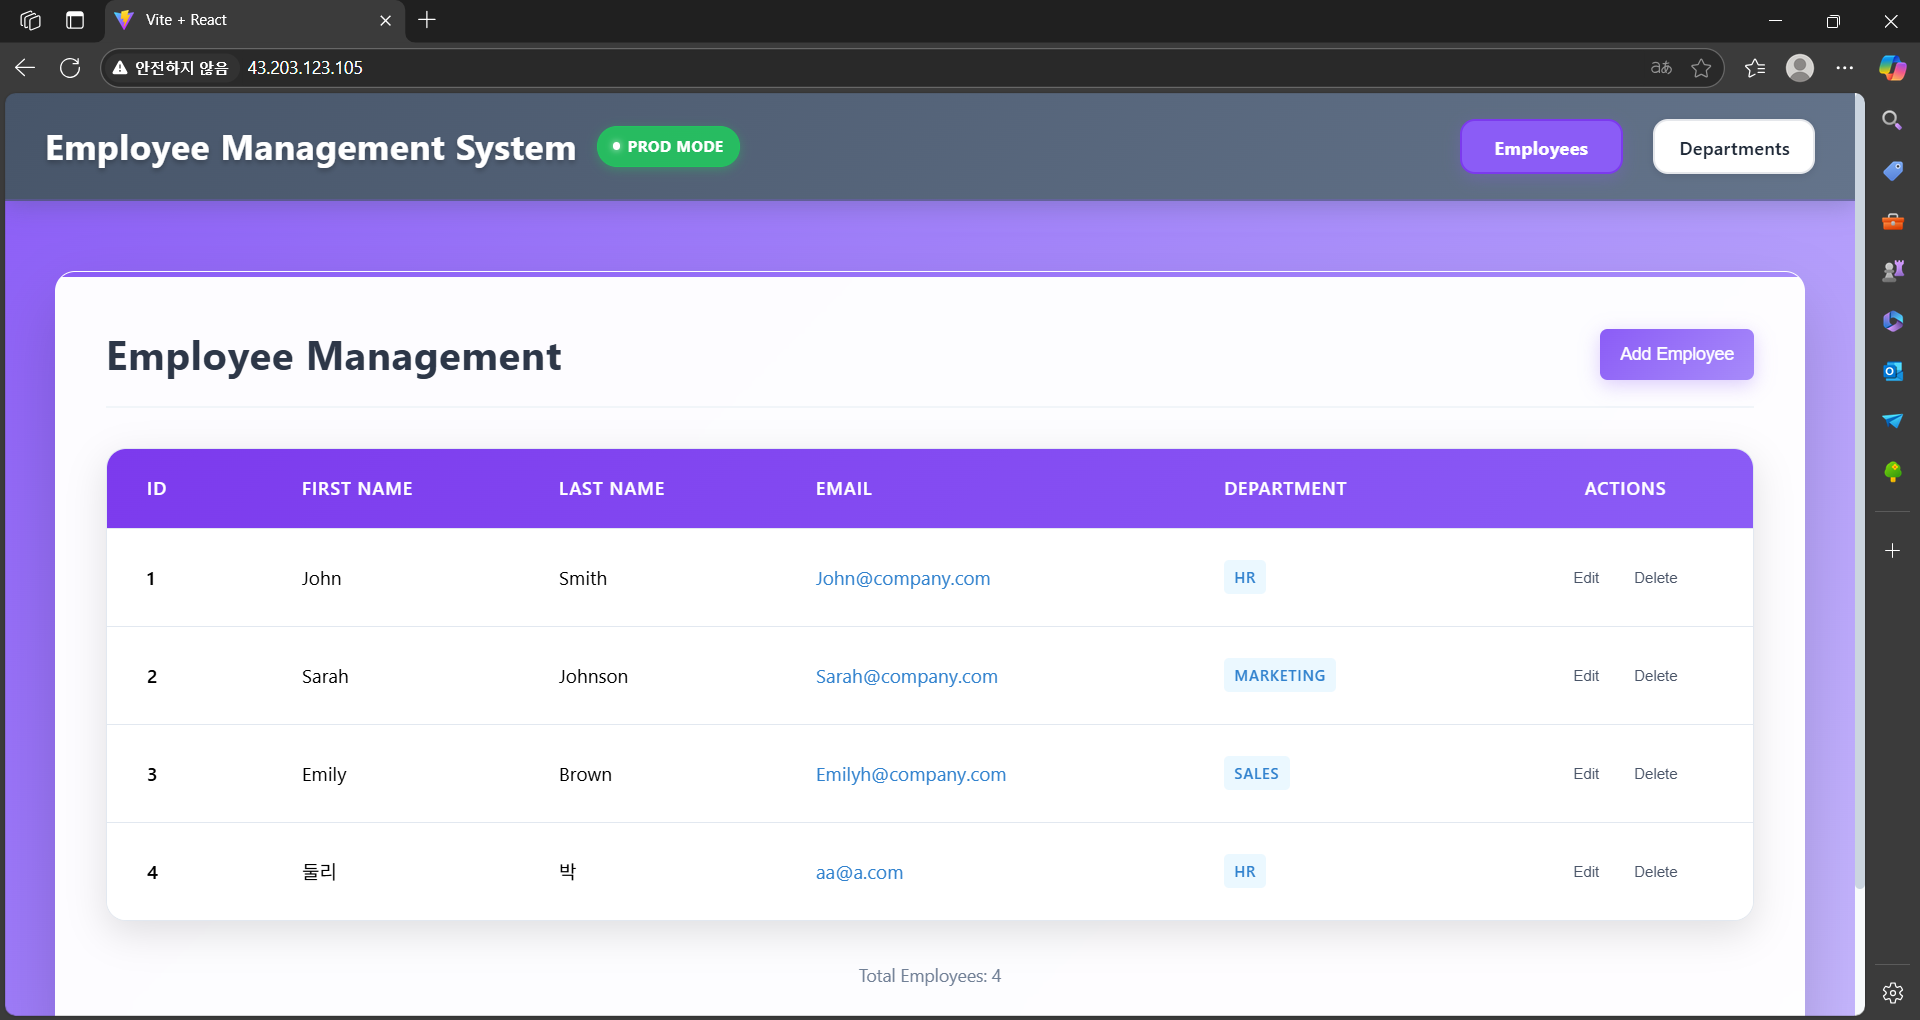 Vite + React
안전하지 않음 43.203.123.105 aあ
Employee Management System PROD MODE Employees Departments
Employee Management Add Employee
ID FIRST NAME LAST NAME EMAIL DEPARTMENT ACTIONS
1 John Smith John@company.com HR Edit Delete
2 Sarah Johnson Sarah@company.com MARKETING Edit Delete
3 Emily Brown Emilyh@company.com SALES Edit Delete
4 둘리 박 aa@a.com HR Edit Delete
Total Employees: 4